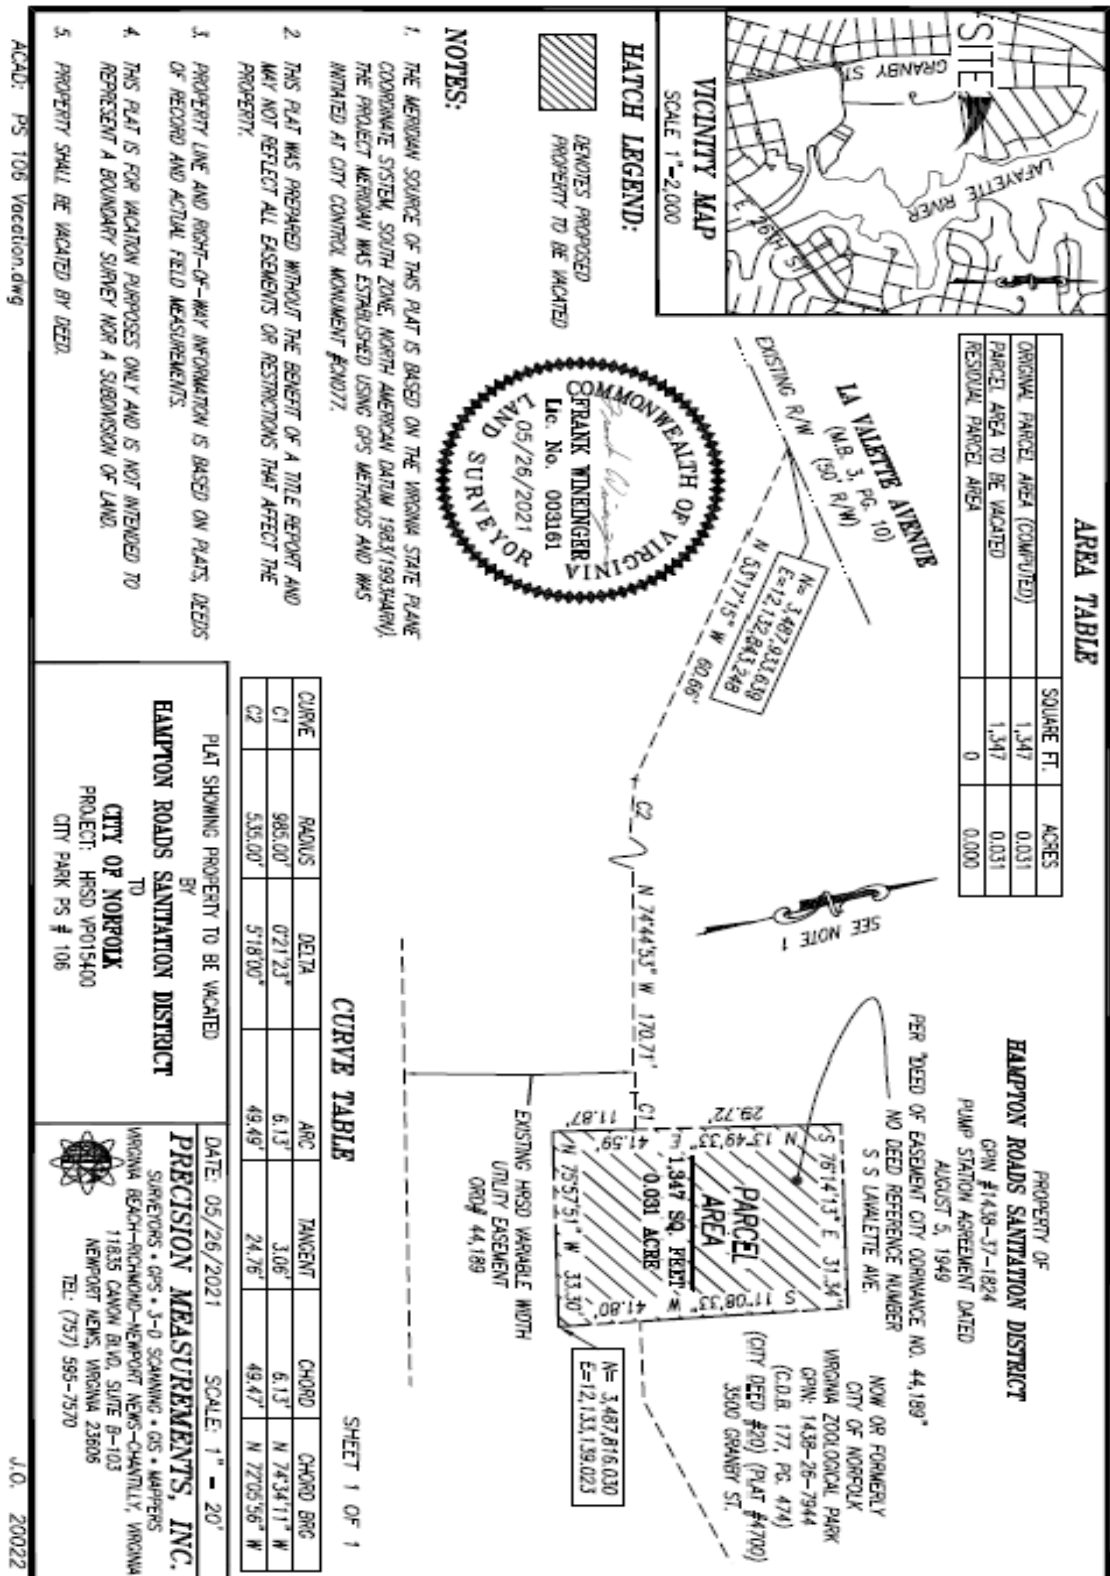 SITE
GRANBY ST
LAFAYETTE RIVER
E 26TH ST
VICINITY MAP
SCALE 1"=2,000
HATCH LEGEND:
DENOTES PROPOSED
PROPERTY TO BE VACATED
AREA TABLE
SQUARE FT. ACRES
ORIGINAL PARCEL AREA (COMPUTED) 1,347 0.031
PARCEL AREA TO BE VACATED 1,347 0.031
RESIDUAL PARCEL AREA 0 0.000
LA VALETTE AVENUE
(M.B. 3, PG. 10)
(50' R/W)
EXISTING R/W
N= 3,487,933.639
E=12,132,843.248
N 53°17'15" W 60.66'
C2
N 74°44'53" W 170.71'
C1
SEE NOTE 1
PROPERTY OF
HAMPTON ROADS SANITATION DISTRICT
GPIN #1438-37-1824
PUMP STATION AGREEMENT DATED
AUGUST 5, 1949
PER "DEED OF EASEMENT CITY ORDINANCE NO. 44,189"
NO DEED REFERENCE NUMBER
S S LAVALETTE AVE.
NOW OR FORMERLY
CITY OF NORFOLK
VIRGINIA ZOOLOGICAL PARK
GPIN: 1438-26-7944
(C.D.B. 177, PG. 474)
(CITY DEED #20) (PLAT #4700)
3500 GRANBY ST.
S 76°14'13" E 31.34'
29.72'
11.87'
N 13°49'33" E
41.59'
PARCEL
AREA
1,347 SQ. FEET
0.031 ACRE
S 11°08'33" W
41.80'
N 75°57'51" W 33.30'
N= 3,487,816.030
E=12,133,139.023
EXISTING HRSD VARIABLE WIDTH
UTILITY EASEMENT
ORD# 44,189
COMMONWEALTH OF VIRGINIA
FRANK WINEINGER
Lic. No. 003161
05/26/2021
LAND SURVEYOR
NOTES:
1. THE MERIDIAN SOURCE OF THIS PLAT IS BASED ON THE VIRGINIA STATE PLANE
COORDINATE SYSTEM, SOUTH ZONE, NORTH AMERICAN DATUM 1983/(1993HARN).
THE PROJECT MERIDIAN WAS ESTABLISHED USING GPS METHODS AND WAS
INITIATED AT CITY CONTROL MONUMENT #CN077.
2 THIS PLAT WAS PREPARED WITHOUT THE BENEFIT OF A TITLE REPORT AND
MAY NOT REFLECT ALL EASEMENTS OR RESTRICTIONS THAT AFFECT THE
PROPERTY.
3. PROPERTY LINE AND RIGHT-OF-WAY INFORMATION IS BASED ON PLATS, DEEDS
OF RECORD AND ACTUAL FIELD MEASUREMENTS.
4. THIS PLAT IS FOR VACATION PURPOSES ONLY AND IS NOT INTENDED TO
REPRESENT A BOUNDARY SURVEY NOR A SUBDIVISION OF LAND.
5. PROPERTY SHALL BE VACATED BY DEED.
CURVE TABLE
SHEET 1 OF 1
CURVE RADIUS DELTA ARC TANGENT CHORD CHORD BRG
C1 985.00' 0°21'23" 6.13' 3.06' 6.13' N 74°34'11" W
C2 535.00' 5°18'00" 49.49' 24.76' 49.47' N 72°05'56" W
PLAT SHOWING PROPERTY TO BE VACATED
BY
HAMPTON ROADS SANITATION DISTRICT
TO
CITY OF NORFOLK
PROJECT: HRSD VP015400
CITY PARK PS # 106
DATE: 05/26/2021 SCALE: 1" = 20'
PRECISION MEASUREMENTS, INC.
SURVEYORS • GPS • 3-D SCANNING • GIS • MAPPERS
VIRGINIA BEACH-RICHMOND-NEWPORT NEWS-CHANTILLY, VIRGINIA
11835 CANON BLVD, SUITE B-103
NEWPORT NEWS, VIRGINIA 23606
TEL: (757) 595-7570
ACAD: PS 106 Vacation.dwg
J.O. 20022